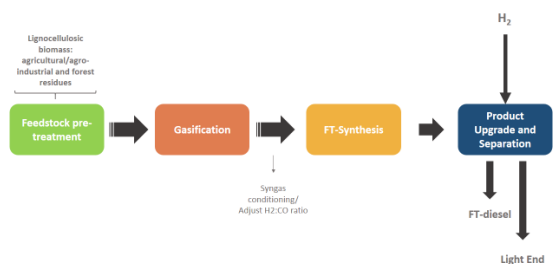 H2
Lignocellulosic
biomass:
agricultural/agro-
industrial and forest
residues
Feedstock pre-
treatment
Gasification
FT-Synthesis
Product
Upgrade and
Separation
Syngas
conditioning/
Adjust H2:CO ratio
FT-diesel
Light End